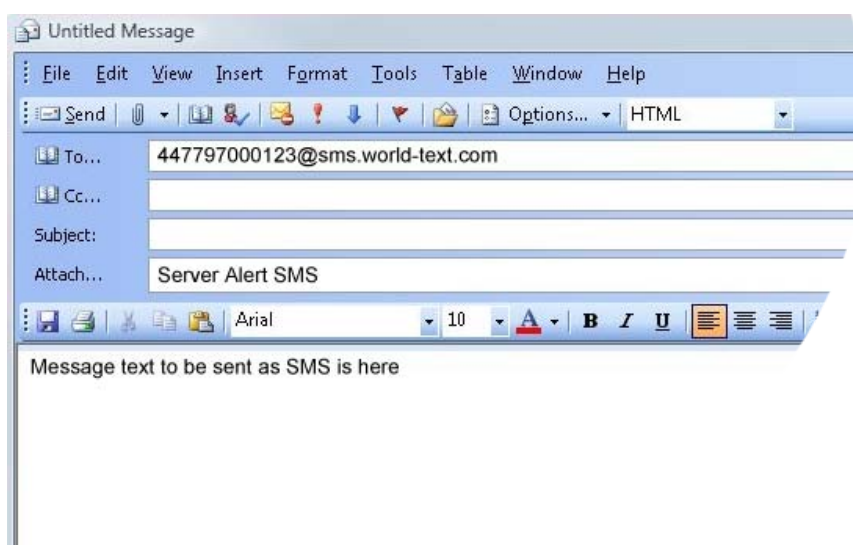 Untitled Message
File Edit View Insert Format Tools Table Window Help
Send Options... HTML
To... 447797000123@sms.world-text.com
Cc...
Subject:
Attach... Server Alert SMS
Arial 10 A B I U
Message text to be sent as SMS is here